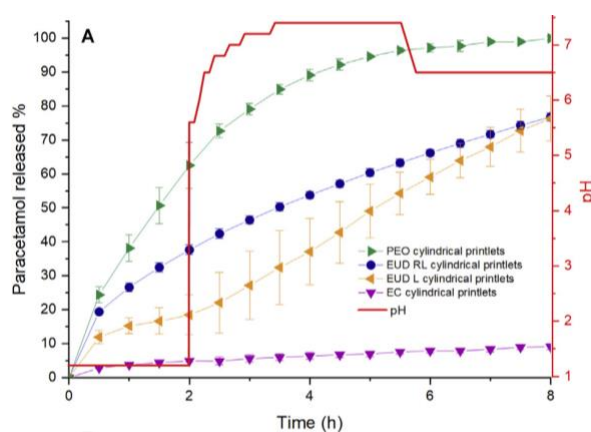 A
Paracetamol released %
100
90
80
70
60
50
40
30
20
10
0
0 2 4 6 8
Time (h)
7
6
5
4
3
2
1
pH
PEO cylindrical printlets
EUD RL cylindrical printlets
EUD L cylindrical printlets
EC cylindrical printlets
pH